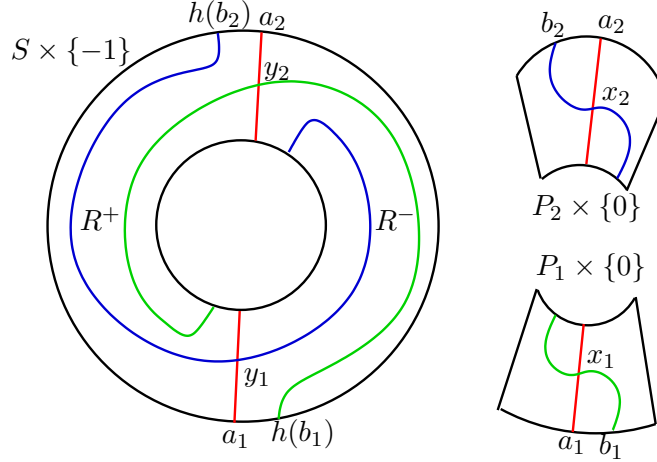 h(b₂) a₂
S × {−1}
y₂
R⁺ R⁻
y₁
a₁ h(b₁)
b₂ a₂
x₂
P₂ × {0}
P₁ × {0}
x₁
a₁ b₁